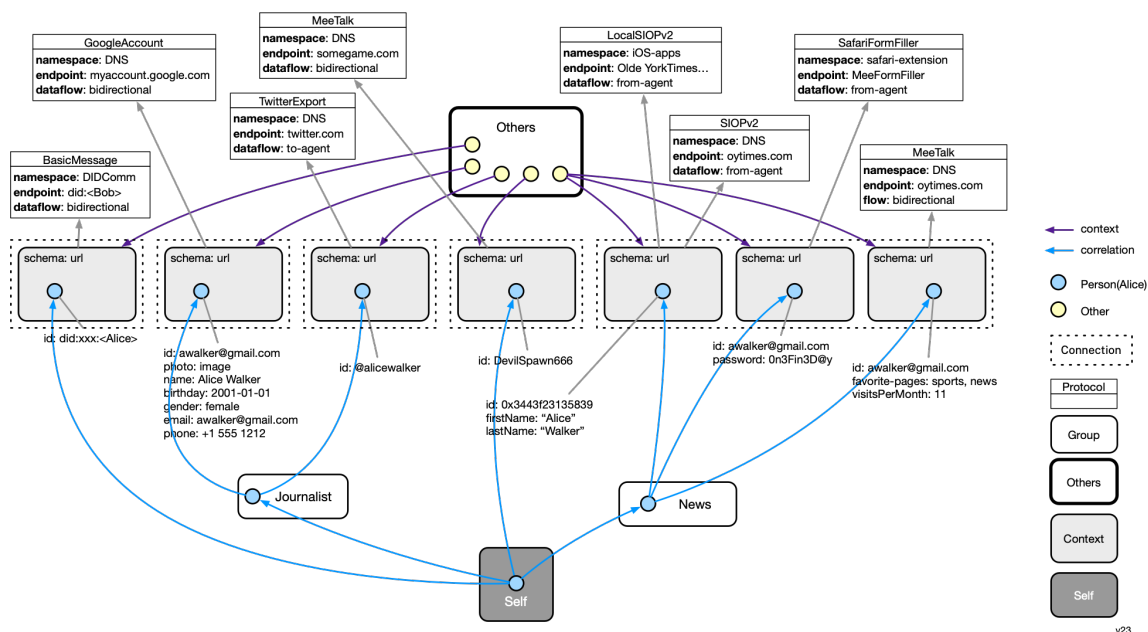 MeeTalk
namespace: DNS
endpoint: somegame.com
dataflow: bidirectional
GoogleAccount
namespace: DNS
endpoint: myaccount.google.com
dataflow: bidirectional
LocalSIOPv2
namespace: iOS-apps
endpoint: Olde YorkTimes...
dataflow: from-agent
SafariFormFiller
namespace: safari-extension
endpoint: MeeFormFiller
dataflow: from-agent
TwitterExport
namespace: DNS
endpoint: twitter.com
dataflow: to-agent
Others
SIOPv2
namespace: DNS
endpoint: oytimes.com
dataflow: from-agent
BasicMessage
namespace: DIDComm
endpoint: did:<Bob>
dataflow: bidirectional
MeeTalk
namespace: DNS
endpoint: oytimes.com
flow: bidirectional
schema: url
schema: url
schema: url
schema: url
schema: url
schema: url
schema: url
id: did:xxx:<Alice>
id: awalker@gmail.com
photo: image
name: Alice Walker
birthday: 2001-01-01
gender: female
email: awalker@gmail.com
phone: +1 555 1212
id: @alicewalker
id: DevilSpawn666
id: 0x3443f23135839
firstName: “Alice”
lastName: “Walker”
id: awalker@gmail.com
password: 0n3Fin3D@y
id: awalker@gmail.com
favorite-pages: sports, news
visitsPerMonth: 11
Journalist
News
Self
context
correlation
Person(Alice)
Other
Connection
Protocol
Group
Others
Context
Self
v23